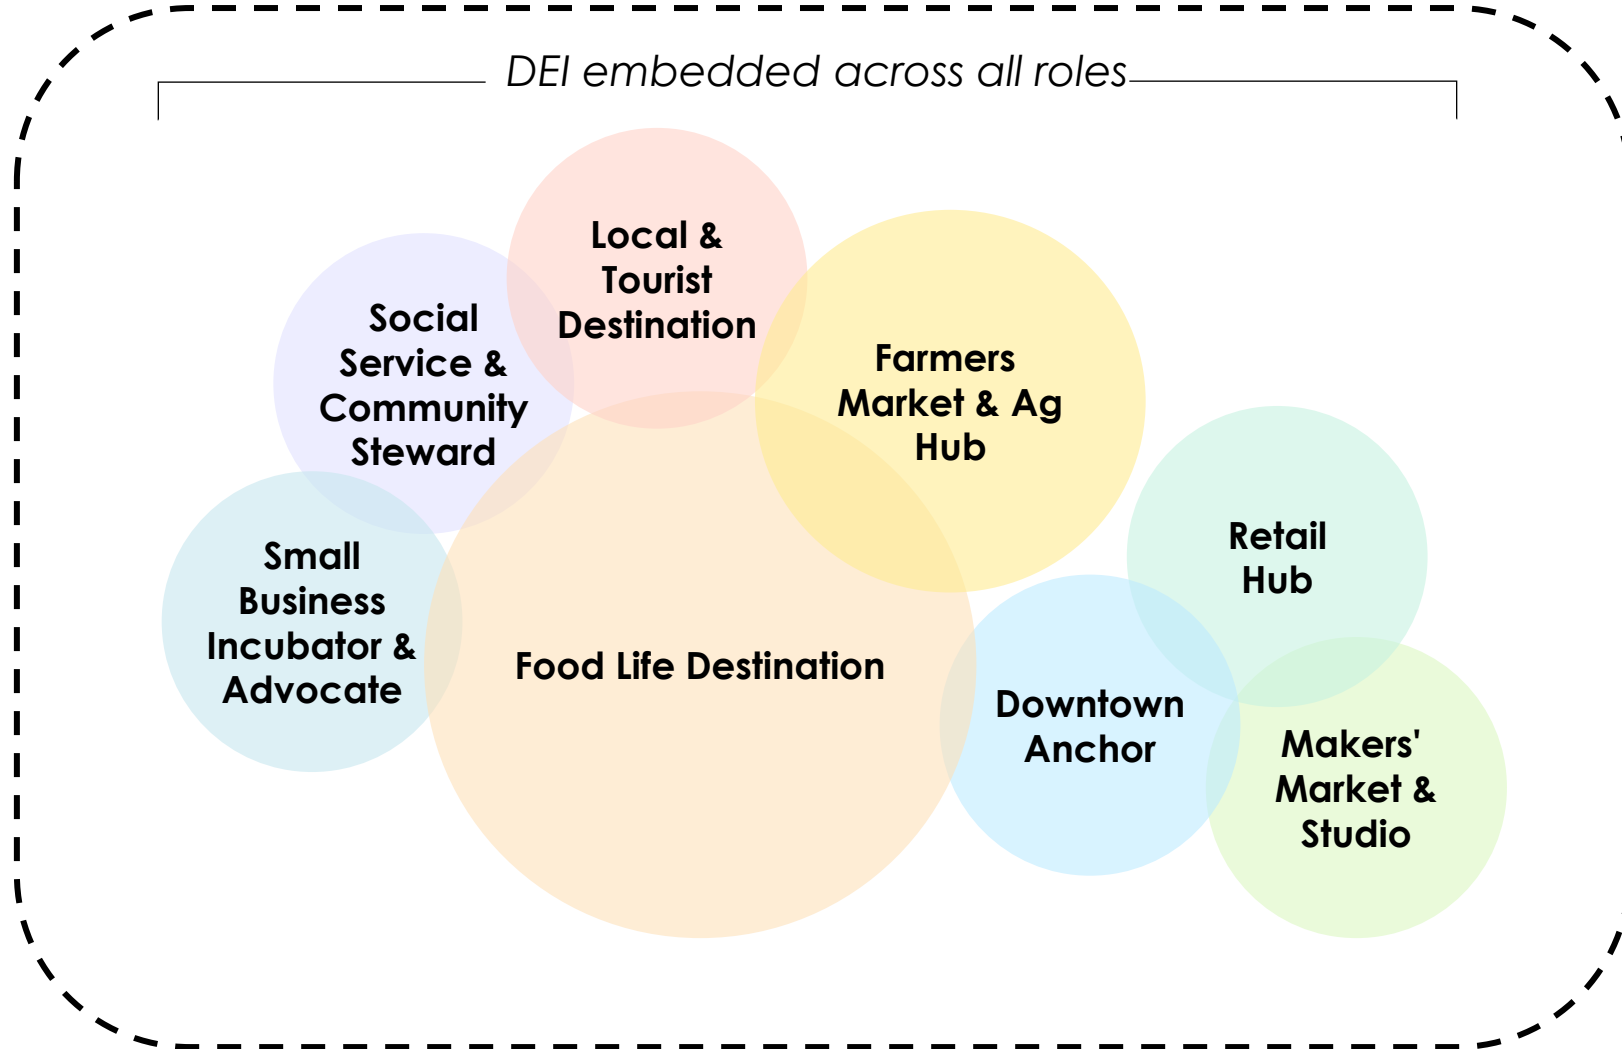 DEI embedded across all roles
Local &
Tourist
Destination
Social
Service &
Community
Steward
Farmers
Market & Ag
Hub
Small
Business
Incubator &
Advocate
Food Life Destination
Retail
Hub
Downtown
Anchor
Makers'
Market &
Studio